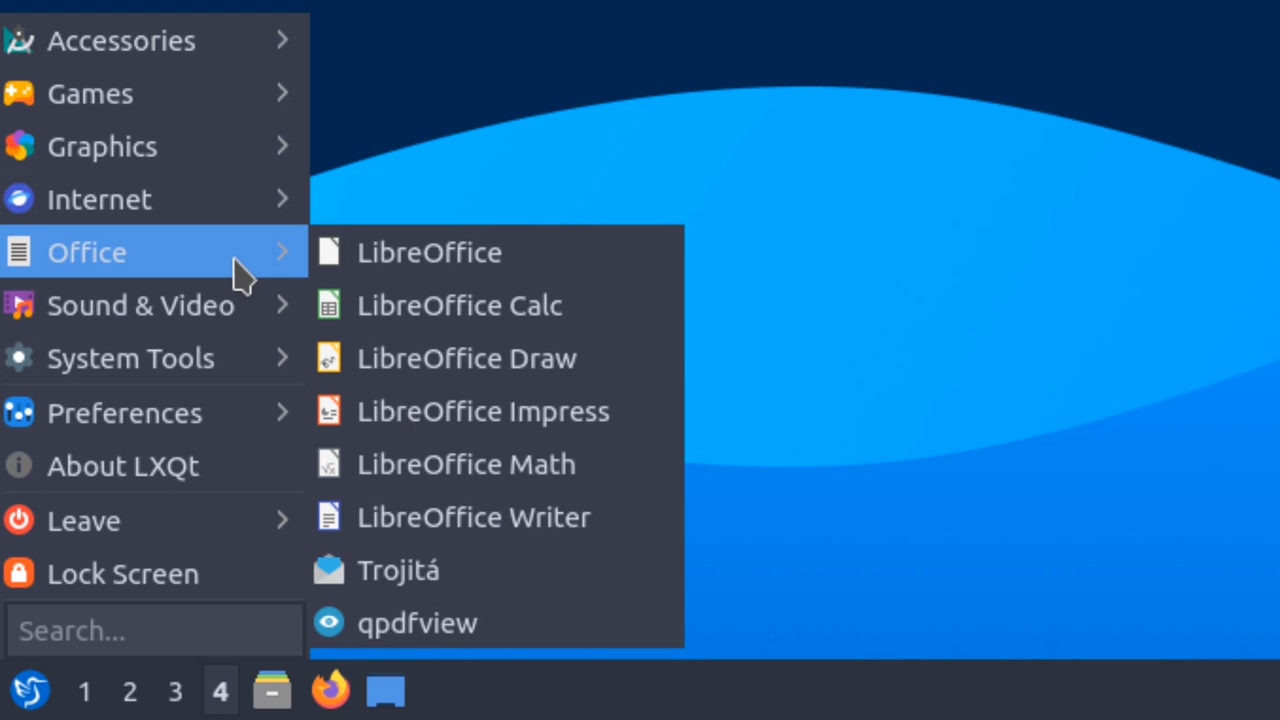 Accessories
Games
Graphics
Internet
Office
Sound & Video
System Tools
Preferences
About LXQt
Leave
Lock Screen
Search...
LibreOffice
LibreOffice Calc
LibreOffice Draw
LibreOffice Impress
LibreOffice Math
LibreOffice Writer
Trojitá
qpdfview
1 2 3 4